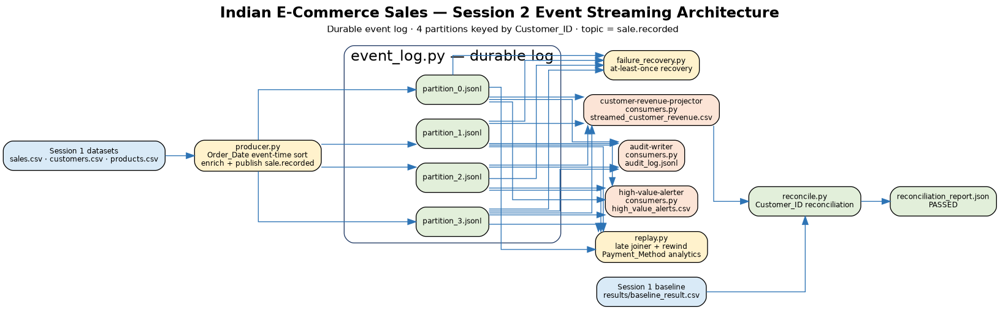 Indian E-Commerce Sales — Session 2 Event Streaming Architecture
Durable event log · 4 partitions keyed by Customer_ID · topic = sale.recorded
event_log.py — durable log
Session 1 datasets
sales.csv · customers.csv · products.csv
producer.py
Order_Date event-time sort
enrich + publish sale.recorded
partition_0.jsonl
partition_1.jsonl
partition_2.jsonl
partition_3.jsonl
failure_recovery.py
at-least-once recovery
customer-revenue-projector
consumers.py
streamed_customer_revenue.csv
audit-writer
consumers.py
audit_log.jsonl
high-value-alerter
consumers.py
high_value_alerts.csv
replay.py
late joiner + rewind
Payment_Method analytics
Session 1 baseline
results/baseline_result.csv
reconcile.py
Customer_ID reconciliation
reconciliation_report.json
PASSED